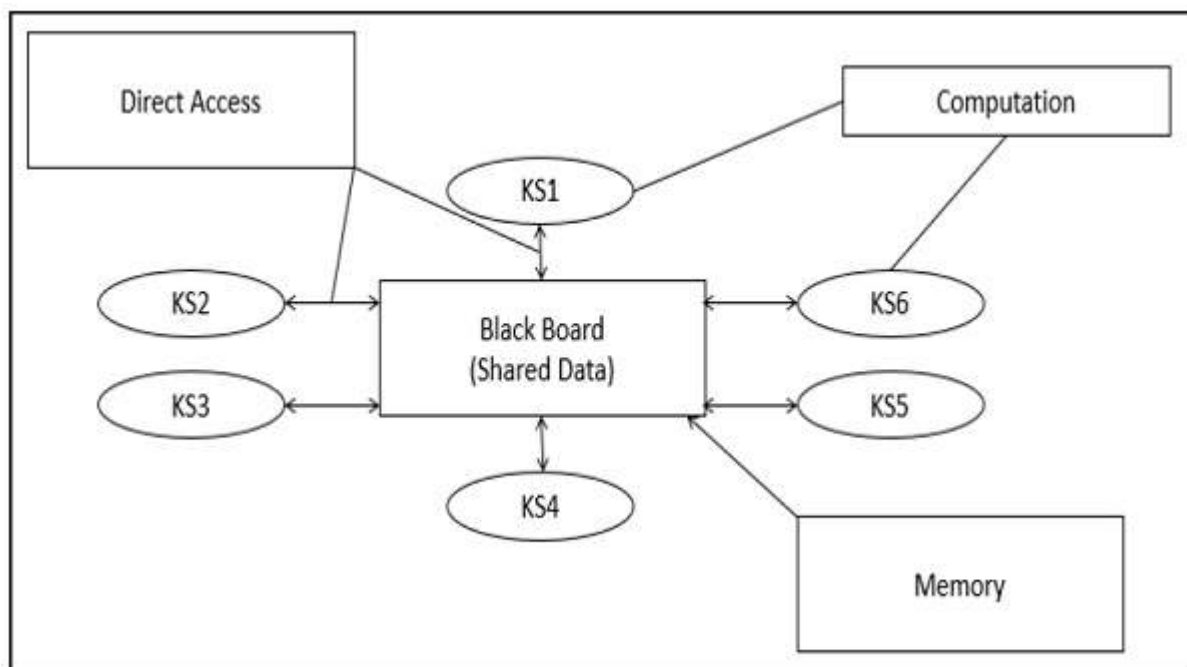 Direct Access
Computation
KS1
KS2
KS6
Black Board
(Shared Data)
KS3
KS5
KS4
Memory